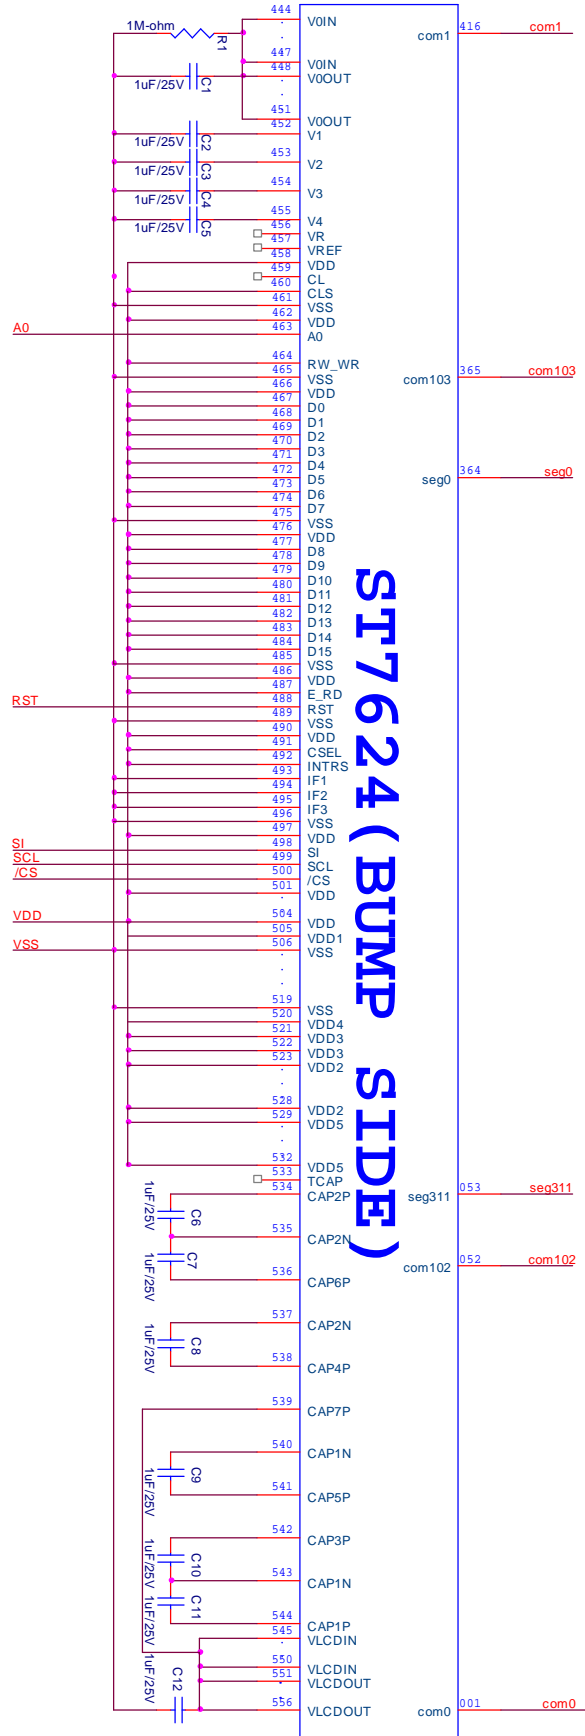 444 V0IN
416 com1 com1
1M-ohm R1
447 V0IN
448 V0OUT
1uF/25V C1
451 V0OUT
452 V1
1uF/25V C2
453 V2
1uF/25V C3
454 V3
1uF/25V C4
455 V4
1uF/25V C5
456 VR
457 VREF
458 VDD
459 CL
460 CLS
461 VSS
462 VDD
A0 463 A0
464 RW_WR
465 VSS
365 com103 com103
466 VDD
467 D0
468 D1
469 D2
470 D3
471 D4
472 D5
364 seg0 seg0
473 D6
474 D7
475 VSS
476 VDD
477 D8
478 D9
479 D10
480 D11
481 D12
482 D13
483 D14
484 D15
485 VSS
486 VDD
487 E_RD
RST 488 RST
489 VSS
490 VDD
491 CSEL
492 INTRS
493 IF1
494 IF2
495 IF3
496 VSS
497 VDD
SI 498 SI
SCL 499 SCL
/CS 500 /CS
501 VDD
VDD 504 VDD
505 VDD1
VSS 506 VSS
ST7624(BUMP SIDE)
519 VSS
520 VDD4
521 VDD3
522 VDD3
523 VDD2
528 VDD2
529 VDD5
532 VDD5
533 TCAP
534 CAP2P
053 seg311 seg311
1uF/25V C6
535 CAP2N
1uF/25V C7
052 com102 com102
536 CAP6P
537 CAP2N
1uF/25V C8
538 CAP4P
539 CAP7P
540 CAP1N
1uF/25V C9
541 CAP5P
542 CAP3P
1uF/25V C10
543 CAP1N
1uF/25V C11
544 CAP1P
545 VLCDIN
550 VLCDIN
551 VLCDOUT
1uF/25V C12
556 VLCDOUT
001 com0 com0